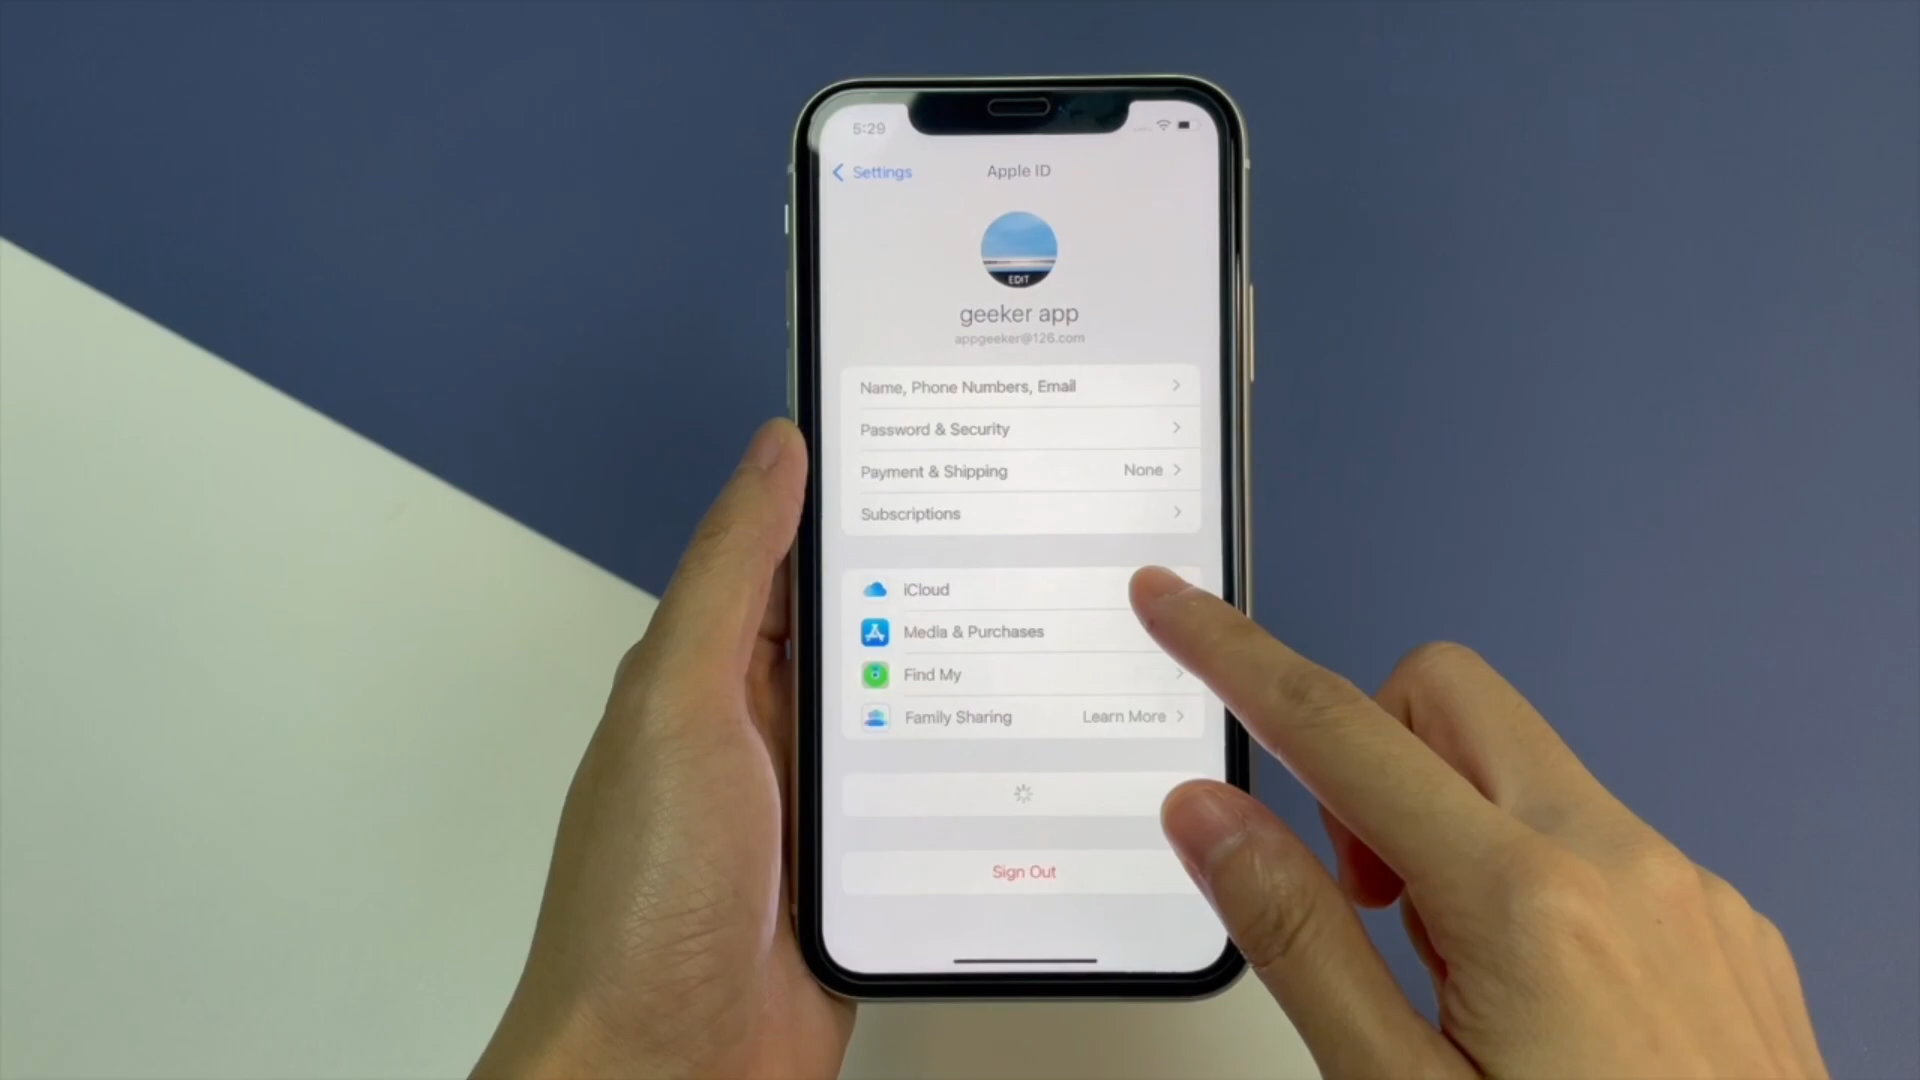 5:29
Settings
Apple ID
EDIT
geeker app
appgeeker@126.com
Name, Phone Numbers, Email
Password & Security
Payment & Shipping None
Subscriptions
iCloud
Media & Purchases
Find My
Family Sharing Learn More
Sign Out